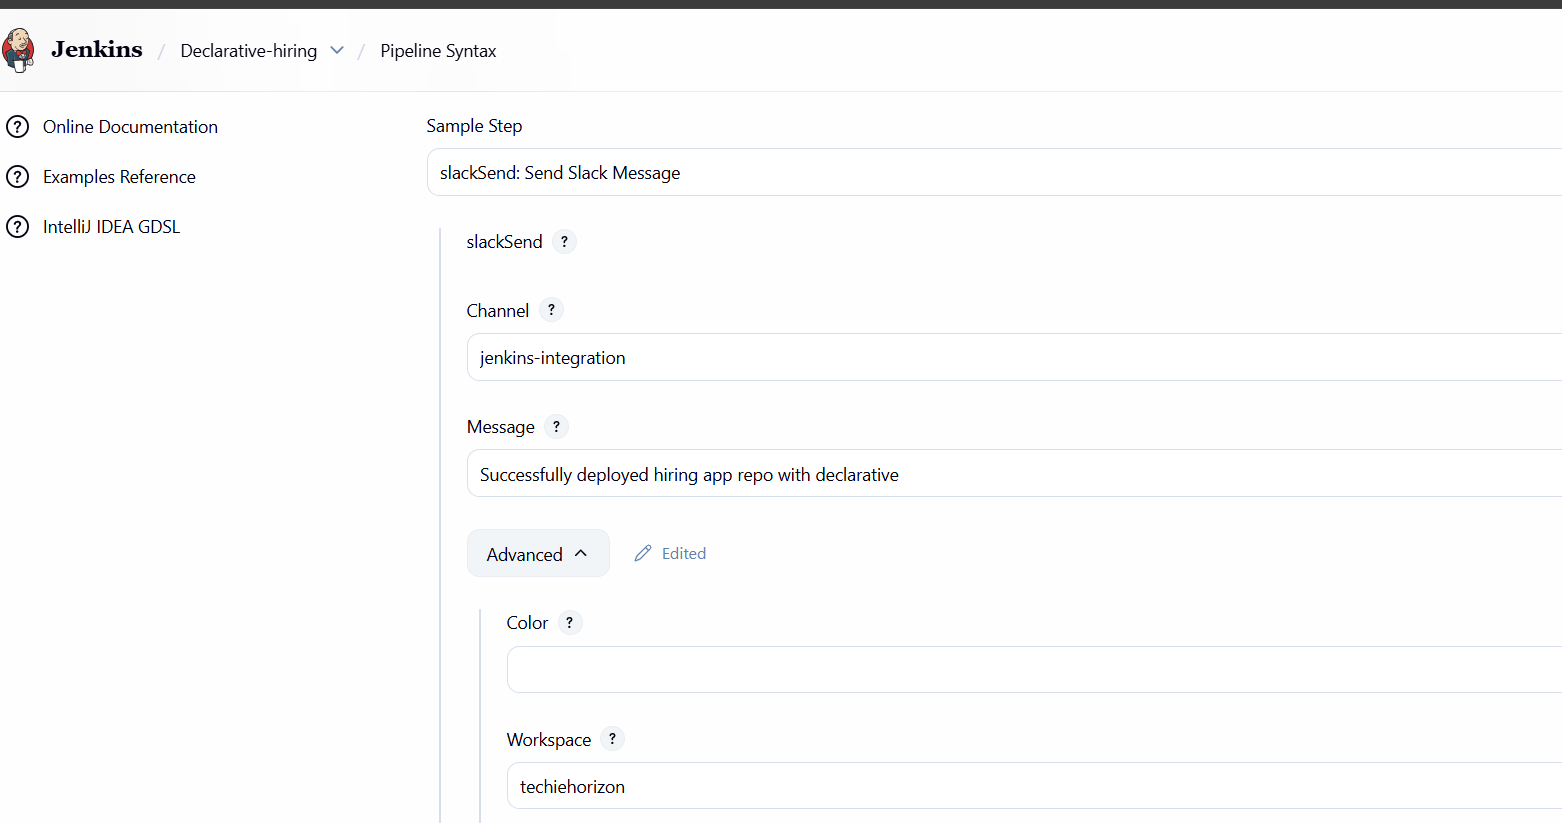 Jenkins / Declarative-hiring / Pipeline Syntax
? Online Documentation
? Examples Reference
? IntelliJ IDEA GDSL
Sample Step
slackSend: Send Slack Message
slackSend ?
Channel ?
jenkins-integration
Message ?
Successfully deployed hiring app repo with declarative
Advanced Edited
Color ?
Workspace ?
techiehorizon